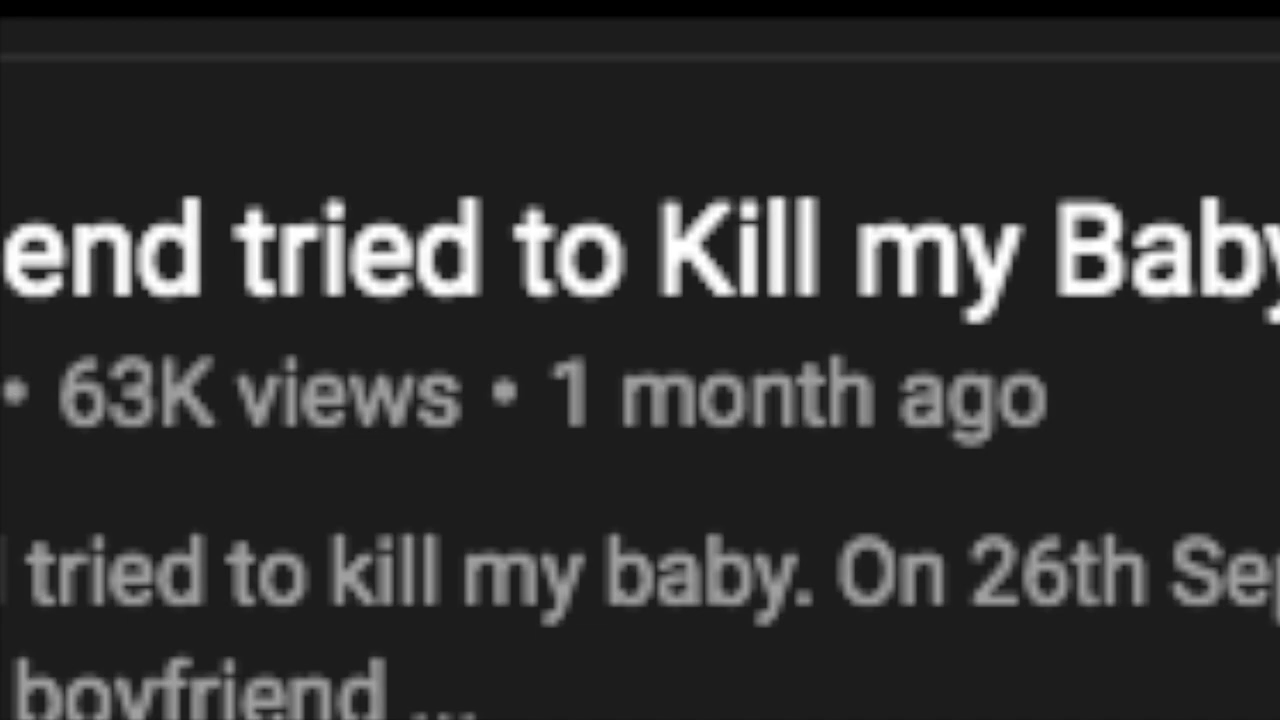 end tried to Kill my Baby
• 63K views • 1 month ago
tried to kill my baby. On 26th Sep
boyfriend ...